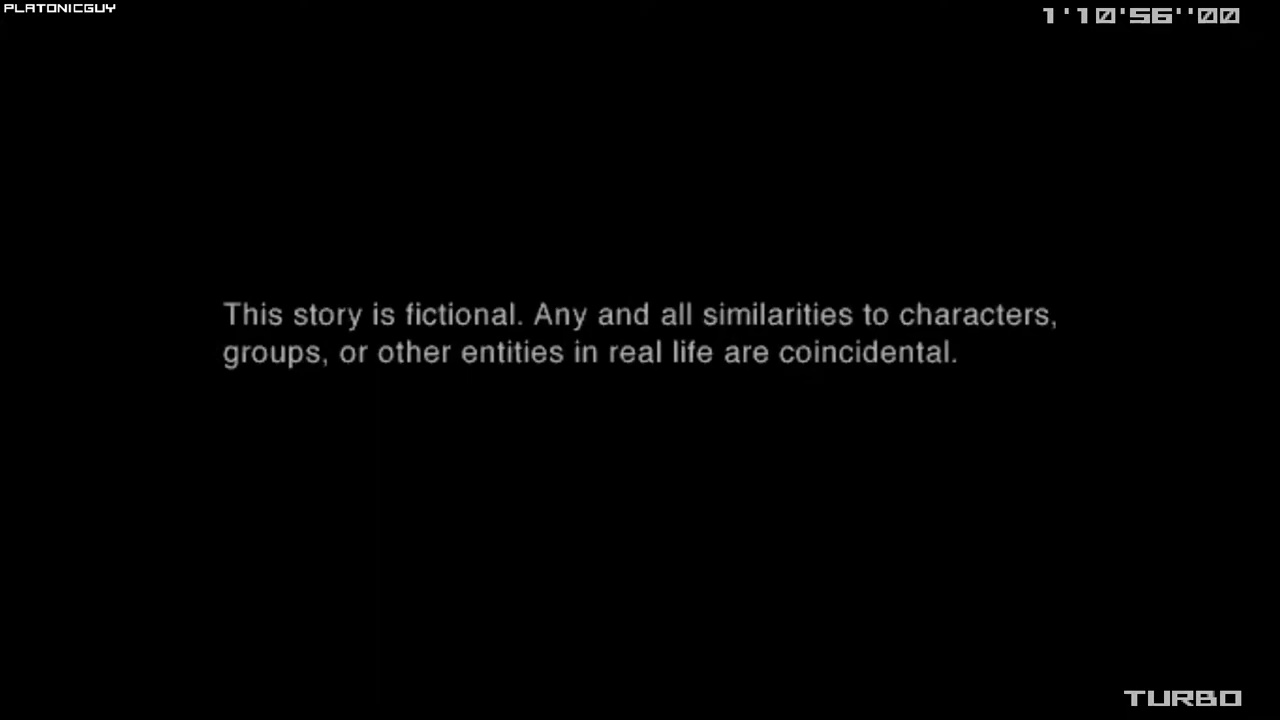 PLATONICGUY
1'10'56''00
This story is fictional. Any and all similarities to characters,
groups, or other entities in real life are coincidental.
TURBO